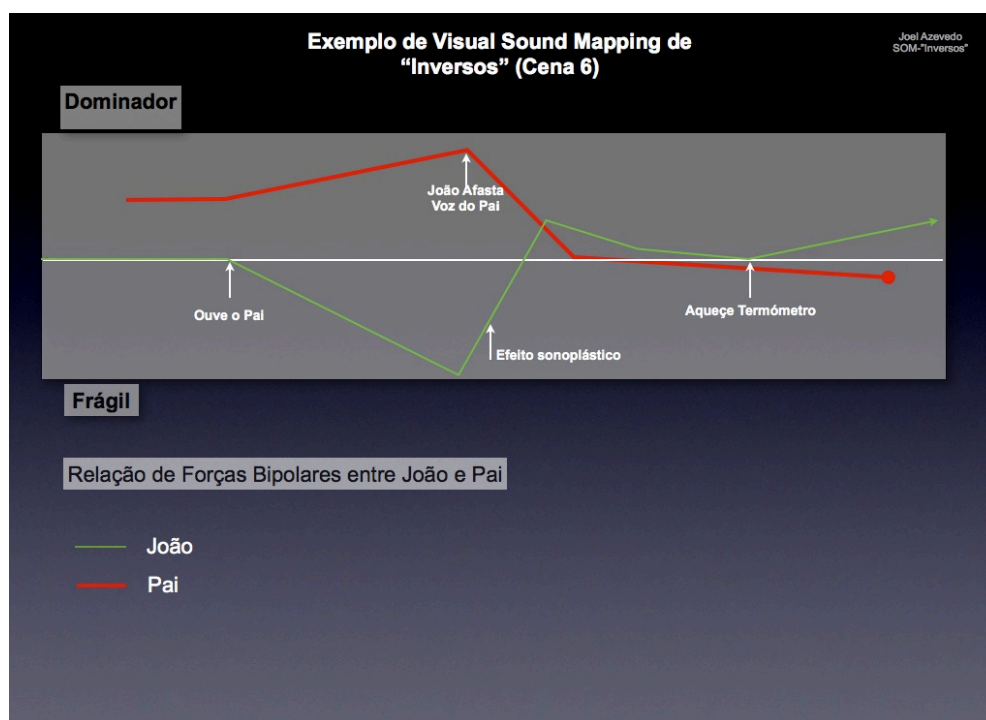 Exemplo de Visual Sound Mapping de
“Inversos” (Cena 6)
Joel Azevedo
SOM-"Inversos"
Dominador
João Afasta
Voz do Pai
Ouve o Pai
Aqueçe Termómetro
Efeito sonoplástico
Frágil
Relação de Forças Bipolares entre João e Pai
João
Pai